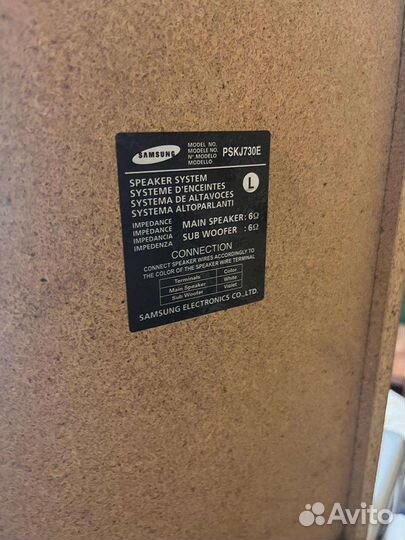 SAMSUNG
MODEL NO.
MODELE NO.
Nº.MODELO
MODELLO
PSKJ730E
SPEAKER SYSTEM
SYSTEME D'ENCEINTES
SYSTEMA DE ALTAVOCES
SYSTEMA ALTOPARLANTI
L
IMPEDANCE
IMPEDANCE
IMPEDANCIA
IMPEDENZA
MAIN SPEAKER: 6Ω
SUB WOOFER : 6Ω
CONNECTION
CONNECT SPEAKER WIRES ACCORDINGLY TO
THE COLOR OF THE SPEAKER WIRE TERMINAL
Terminals Color
Main Speaker White
Sub Woofer Violet
SAMSUNG ELECTRONICS CO.,LTD.
Avito